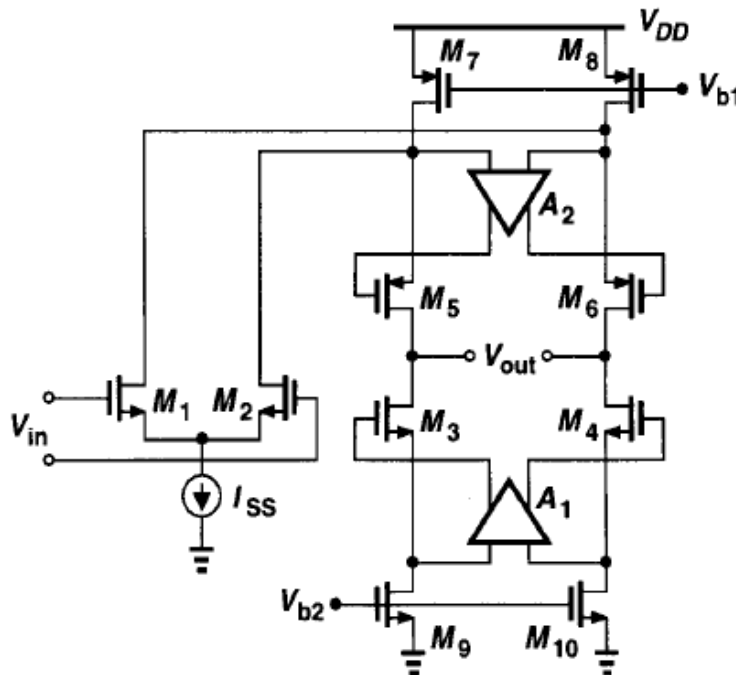 V_DD
M_7 M_8
V_b1
A_2
M_5 M_6
V_out
M_1 M_2 M_3 M_4
V_in
A_1
I_SS
V_b2
M_9 M_10